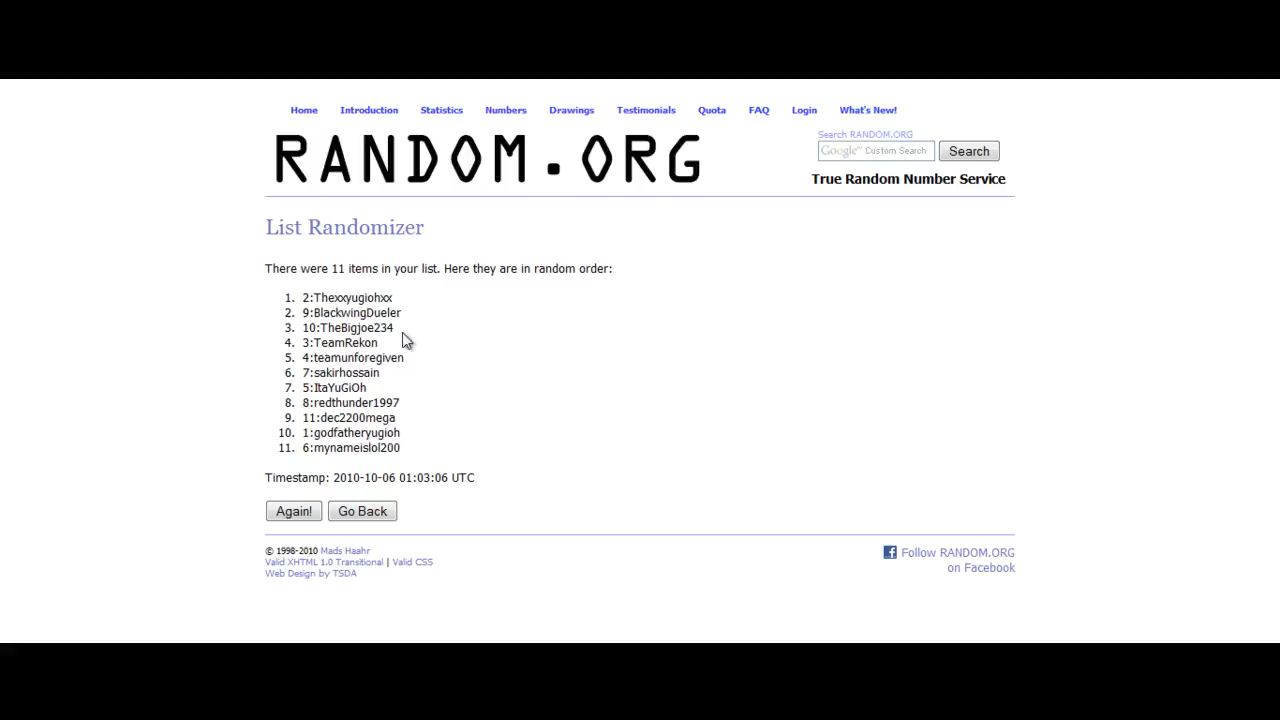 Home Introduction Statistics Numbers Drawings Testimonials Quota FAQ Login What's New!
RANDOM.ORG
Search RANDOM.ORG
Google™ Custom Search Search
True Random Number Service
List Randomizer
There were 11 items in your list. Here they are in random order:
1. 2:Thexxyugiohxx
2. 9:BlackwingDueler
3. 10:TheBigjoe234
4. 3:TeamRekon
5. 4:teamunforegiven
6. 7:sakirhossain
7. 5:ItaYuGiOh
8. 8:redthunder1997
9. 11:dec2200mega
10. 1:godfatheryugioh
11. 6:mynameislol200
Timestamp: 2010-10-06 01:03:06 UTC
Again! Go Back
© 1998-2010 Mads Haahr
Valid XHTML 1.0 Transitional | Valid CSS
Web Design by TSDA
Follow RANDOM.ORG
on Facebook